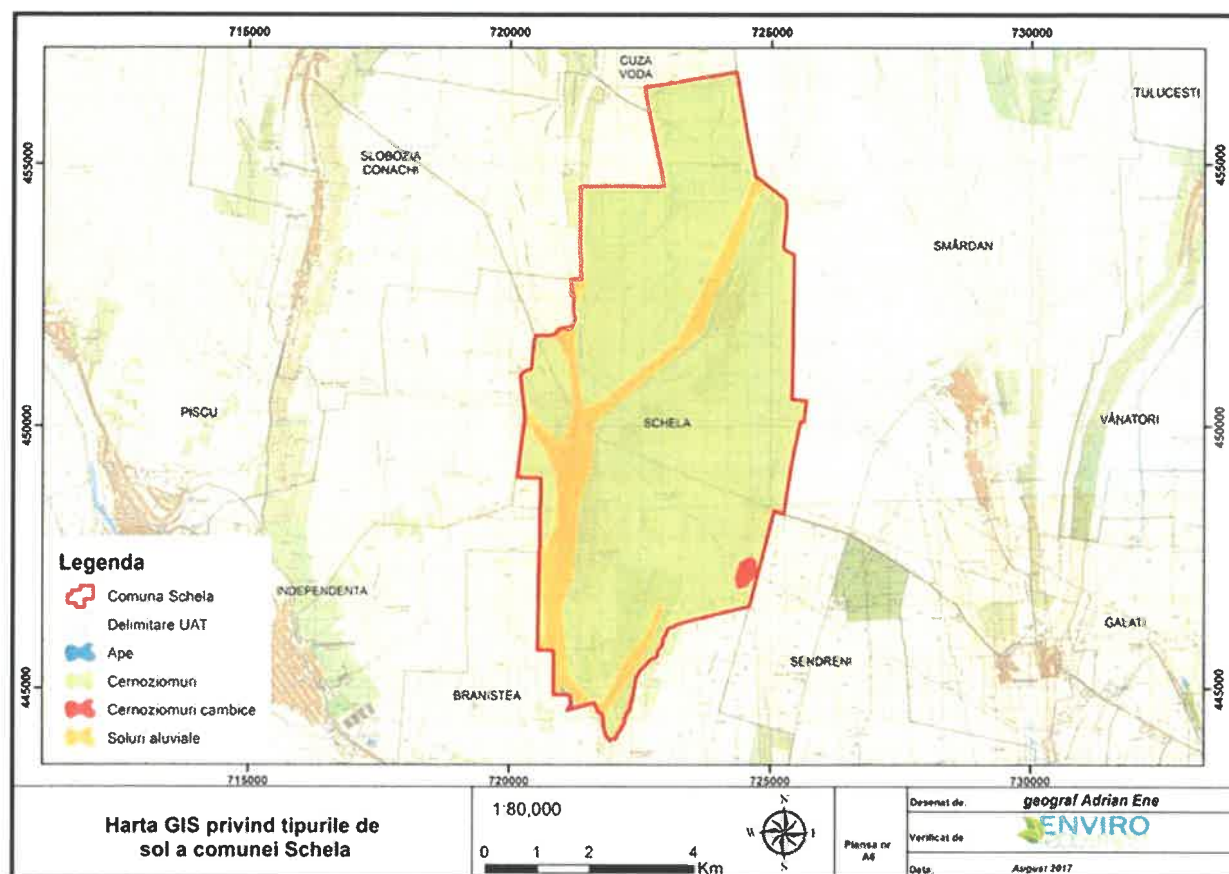 715000 720000 725000 730000
CUZA
VODA
TULUCESTI
455000 455000
SLOBOZIA
CONACHI
SMÂRDAN
450000 450000
PISCU
SCHELA
VÂNATORI
Legenda
Comuna Schela
Delimitare UAT
Ape
Cernoziomuri
Cernoziomuri cambice
Soluri aluviale
INDEPENDENTA
GALATI
SENDRENI
BRANISTEA
445000 445000
715000 720000 725000 730000
Harta GIS privind tipurile de
sol a comunei Schela
1:80,000
0 1 2 4
Km
N
W E
S
Plansa nr
A6
Desenat de. geograf Adrian Ene
Verificat de
ENVIRO
Data. August 2017